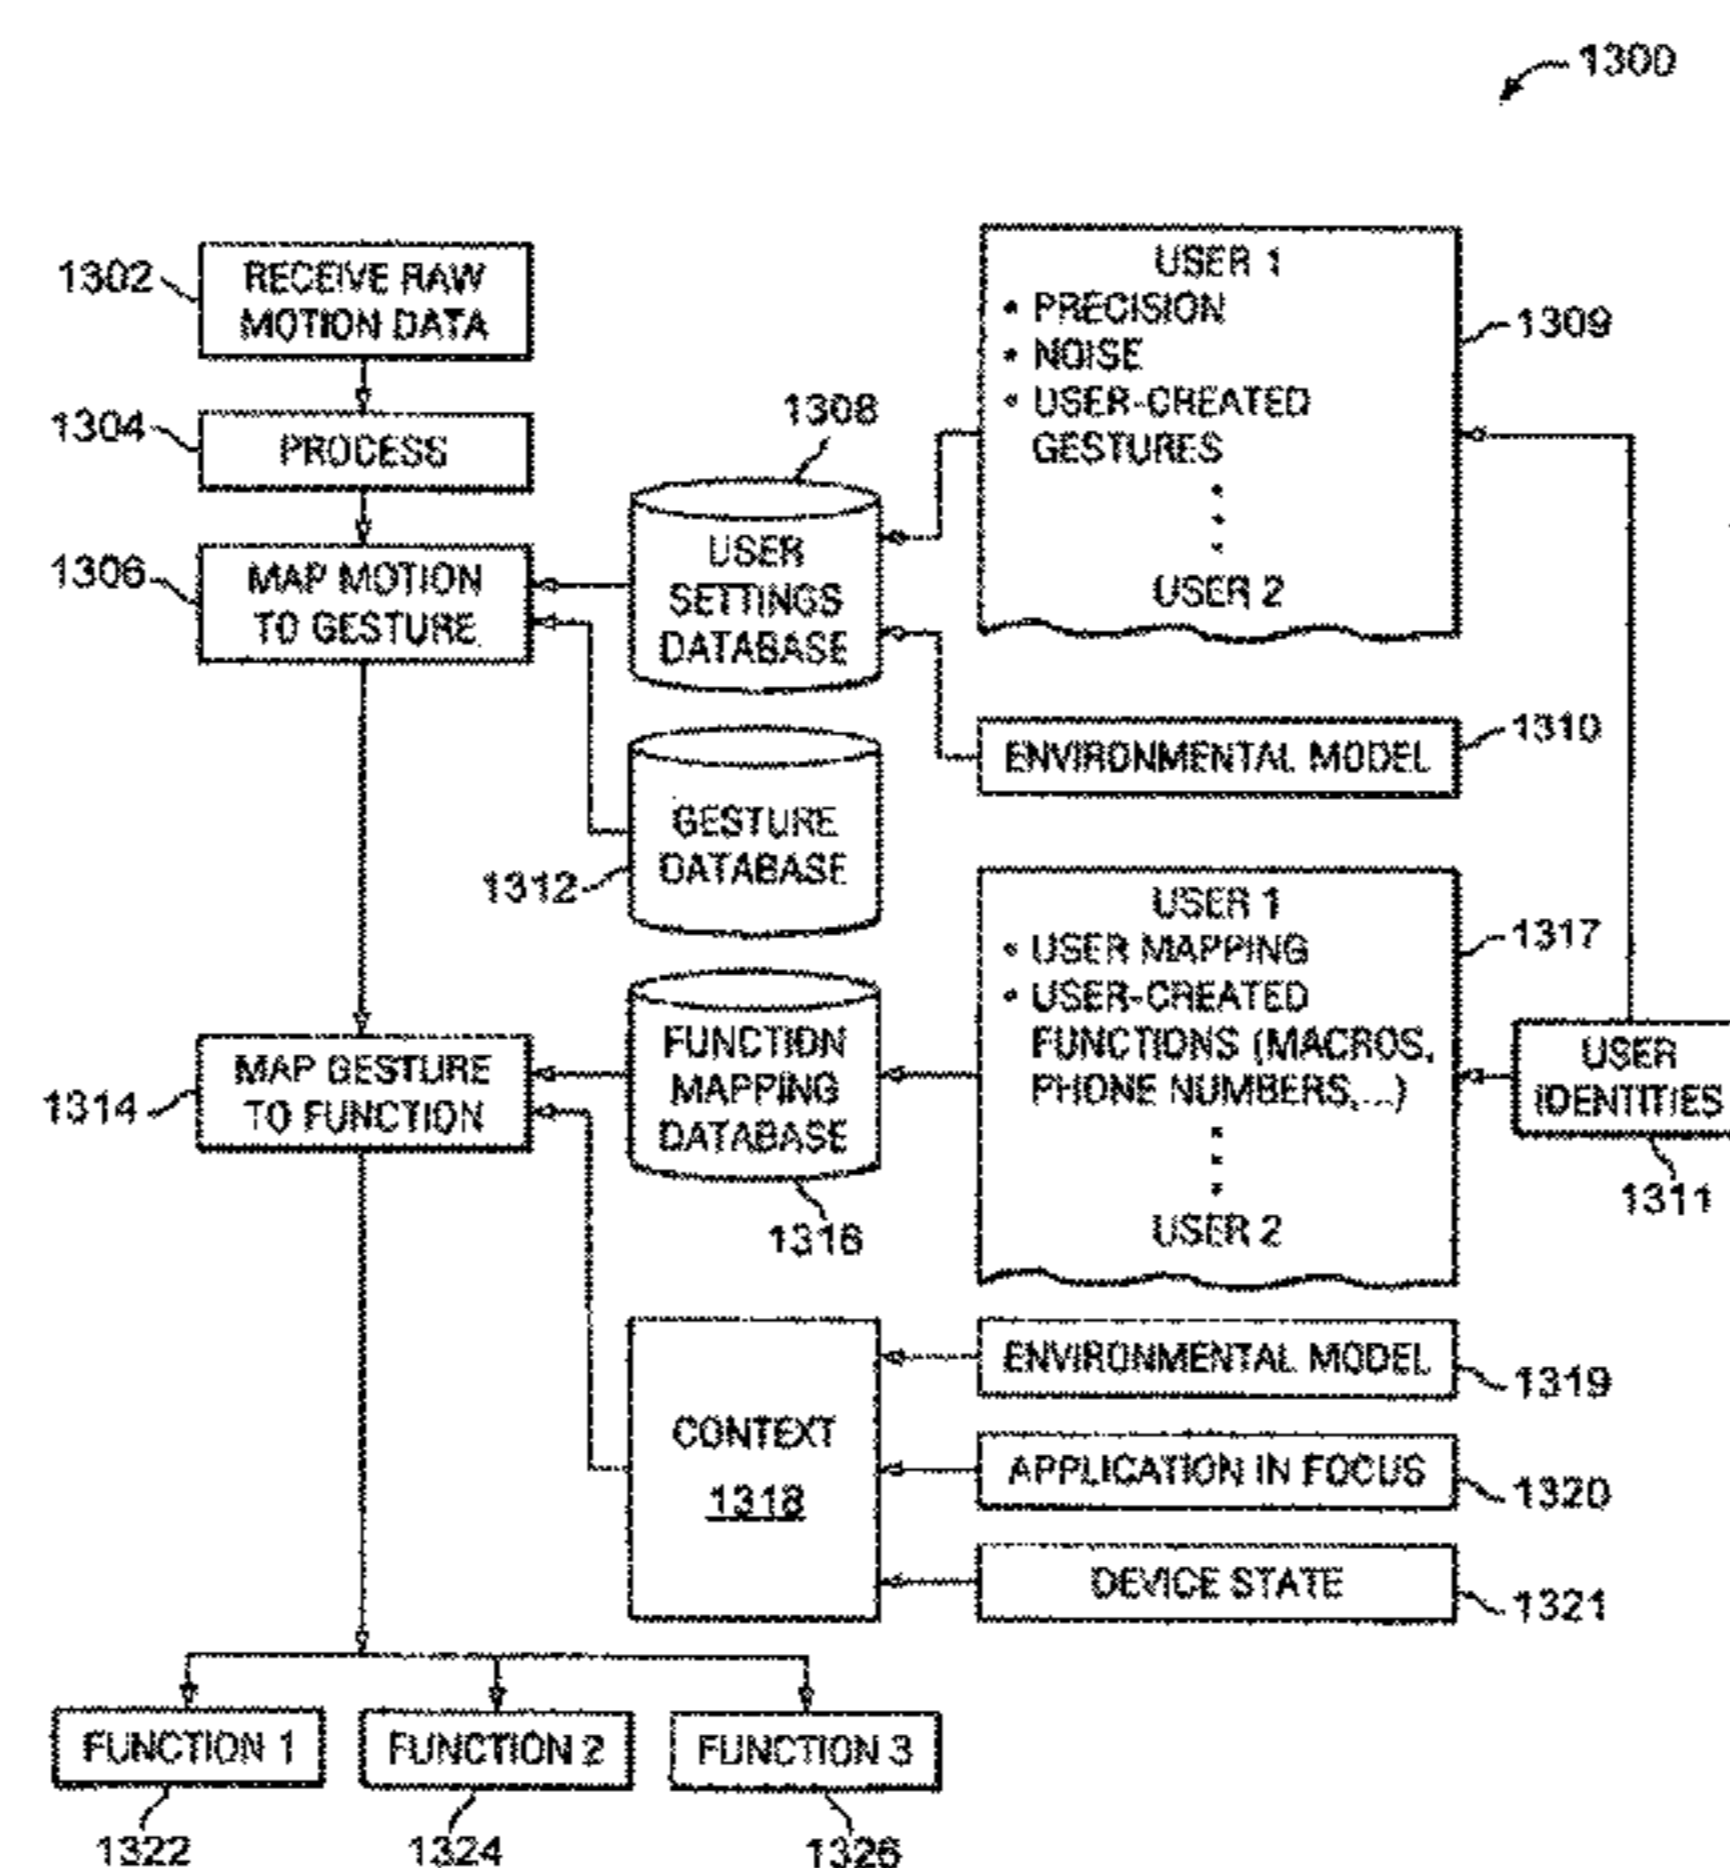 1300
1302
RECEIVE RAW
MOTION DATA
1304
PROCESS
1306
MAP MOTION
TO GESTURE
1308
USER
SETTINGS
DATABASE
USER 1
• PRECISION
• NOISE
• USER-CREATED
GESTURES
USER 2
1309
ENVIRONMENTAL MODEL
1310
GESTURE
DATABASE
1312
1314
MAP GESTURE
TO FUNCTION
FUNCTION
MAPPING
DATABASE
1316
USER 1
• USER MAPPING
• USER-CREATED
FUNCTIONS (MACROS,
PHONE NUMBERS,...)
USER 2
1317
USER
IDENTITIES
1311
CONTEXT
1318
ENVIRONMENTAL MODEL
1319
APPLICATION IN FOCUS
1320
DEVICE STATE
1321
FUNCTION 1
FUNCTION 2
FUNCTION 3
1322
1324
1326